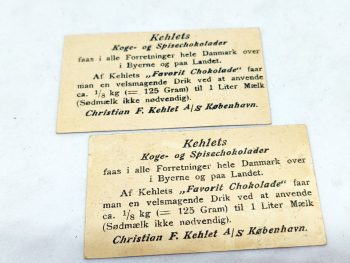 Kehlets
Koge- og Spisechokolader
faas i alle Forretninger hele Danmark over
i Byerne og paa Landet.
Af Kehlets „Favorit Chokolade“ faar
man en velsmagende Drik ved at anvende
ca. 1/8 kg (= 125 Gram) til 1 Liter Mælk
(Sødmælk ikke nødvendig).
Christian F. Kehlet A/S København.
Kehlets
Koge- og Spisechokolader
faas i alle Forretninger hele Danmark over
i Byerne og paa Landet.
Af Kehlets „Favorit Chokolade“ faar
man en velsmagende Drik ved at anvende
ca. 1/8 kg (= 125 Gram) til 1 Liter Mælk
(Sødmælk ikke nødvendig).
Christian F. Kehlet A/S København.